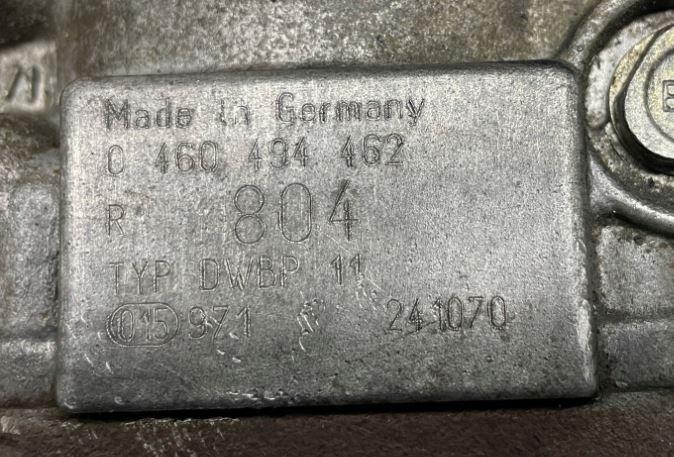 Made in Germany
0 460 494 462
R 804
TYP DWBP 11
015 971 241070